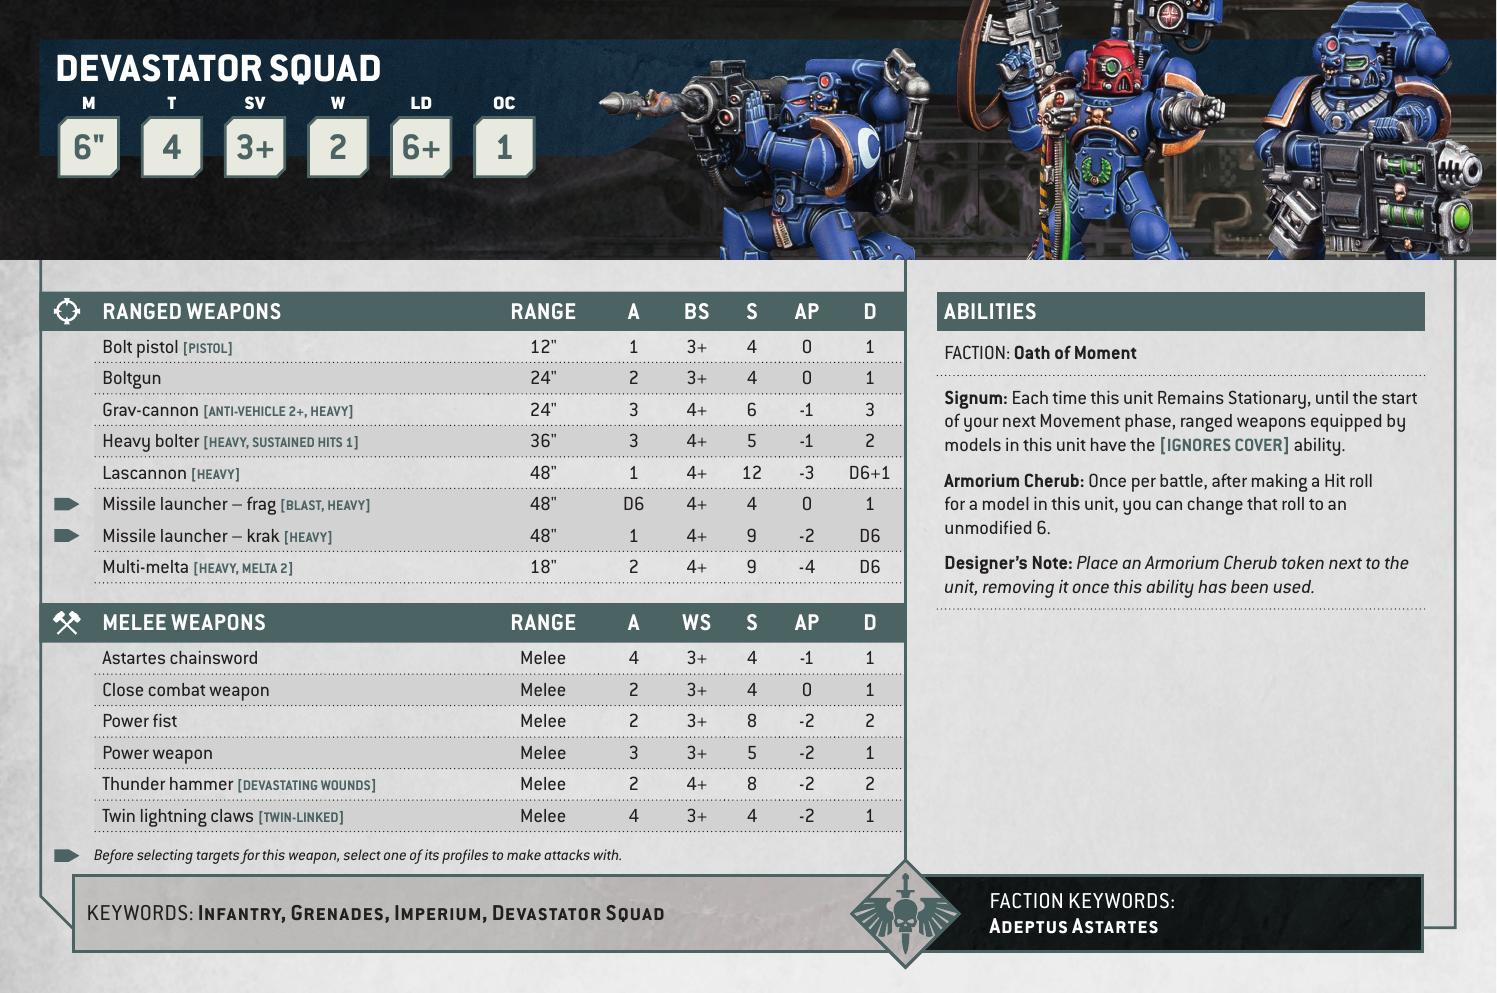 DEVASTATOR SQUAD
M T SV W LD OC
6" 4 3+ 2 6+ 1
RANGED WEAPONS RANGE A BS S AP D
Bolt pistol [PISTOL] 12" 1 3+ 4 0 1
Boltgun 24" 2 3+ 4 0 1
Grav-cannon [ANTI-VEHICLE 2+, HEAVY] 24" 3 4+ 6 -1 3
Heavy bolter [HEAVY, SUSTAINED HITS 1] 36" 3 4+ 5 -1 2
Lascannon [HEAVY] 48" 1 4+ 12 -3 D6+1
Missile launcher – frag [BLAST, HEAVY] 48" D6 4+ 4 0 1
Missile launcher – krak [HEAVY] 48" 1 4+ 9 -2 D6
Multi-melta [HEAVY, MELTA 2] 18" 2 4+ 9 -4 D6
MELEE WEAPONS RANGE A WS S AP D
Astartes chainsword Melee 4 3+ 4 -1 1
Close combat weapon Melee 2 3+ 4 0 1
Power fist Melee 2 3+ 8 -2 2
Power weapon Melee 3 3+ 5 -2 1
Thunder hammer [DEVASTATING WOUNDS] Melee 2 4+ 8 -2 2
Twin lightning claws [TWIN-LINKED] Melee 4 3+ 4 -2 1
Before selecting targets for this weapon, select one of its profiles to make attacks with.
ABILITIES
FACTION: Oath of Moment
Signum: Each time this unit Remains Stationary, until the start
of your next Movement phase, ranged weapons equipped by
models in this unit have the [IGNORES COVER] ability.
Armorium Cherub: Once per battle, after making a Hit roll
for a model in this unit, you can change that roll to an
unmodified 6.
Designer's Note: Place an Armorium Cherub token next to the
unit, removing it once this ability has been used.
KEYWORDS: INFANTRY, GRENADES, IMPERIUM, DEVASTATOR SQUAD
FACTION KEYWORDS:
ADEPTUS ASTARTES